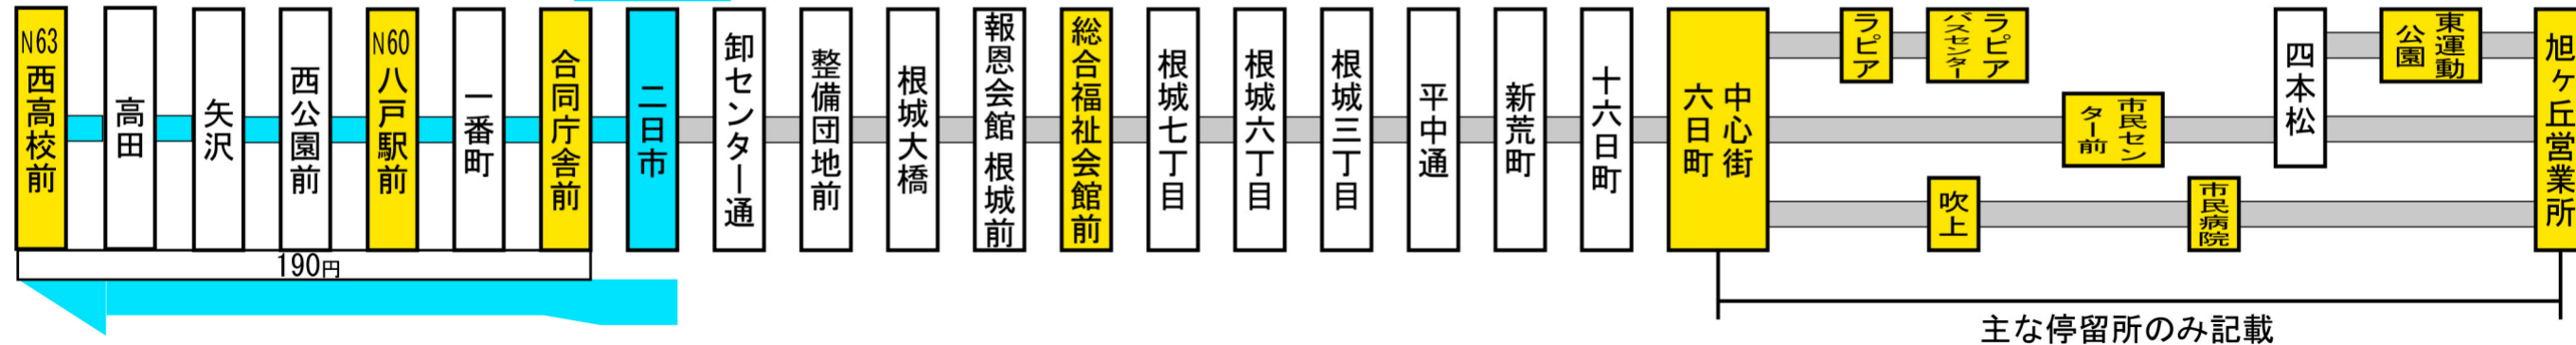 N63
西高校前
高田
矢沢
西公園前
N60
八戸駅前
一番町
合同庁舎前
二日市
卸センター通
整備団地前
根城大橋
報恩会館 根城前
総合福祉会館前
根城七丁目
根城六丁目
根城三丁目
平中通
新荒町
十六日町
中心街
六日町
ラピア
ラピア
バスセンター
市民セン
ター前
吹上
市民病院
四本松
東運動
公園
旭ヶ丘営業所
190円
主な停留所のみ記載